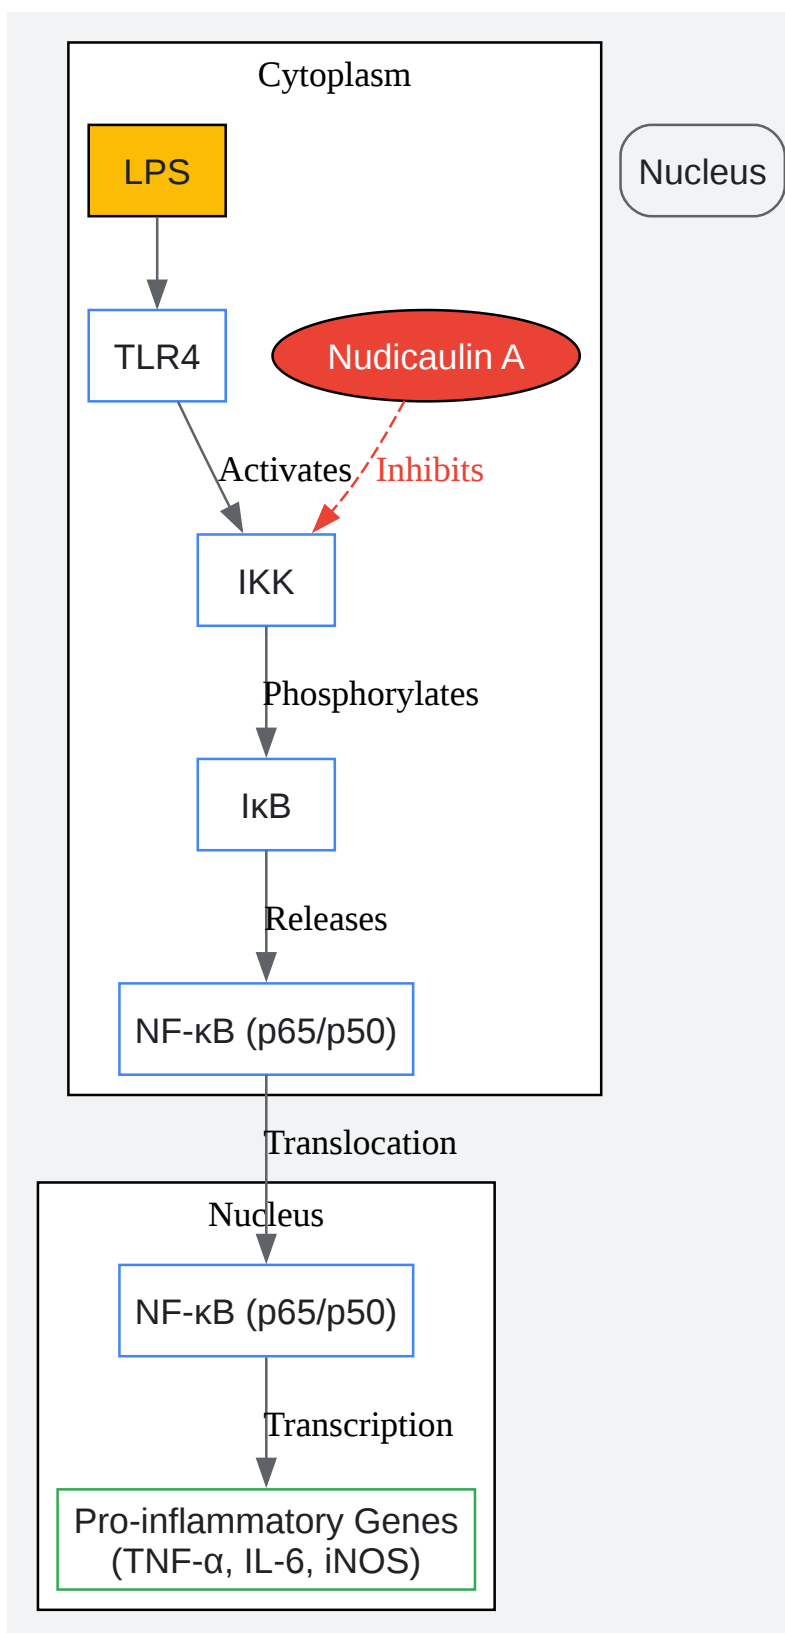 Cytoplasm
LPS
Nucleus
TLR4
Nudicaulin A
Activates
Inhibits
IKK
Phosphorylates
IκB
Releases
NF-κB (p65/p50)
Translocation
Nucleus
NF-κB (p65/p50)
Transcription
Pro-inflammatory Genes
(TNF-α, IL-6, iNOS)